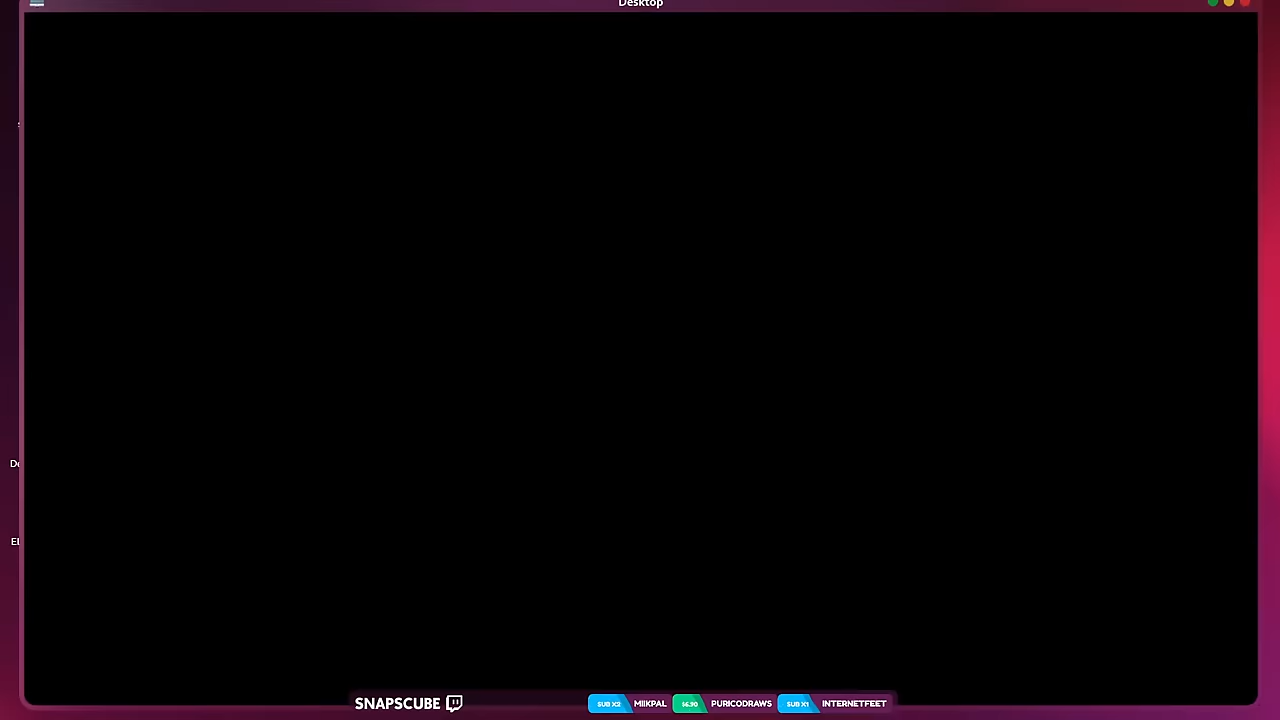 Desktop
SNAPSCUBE
SUB X2 MIIKPAL
PURICODRAWS
SUB X1 INTERNETFEET